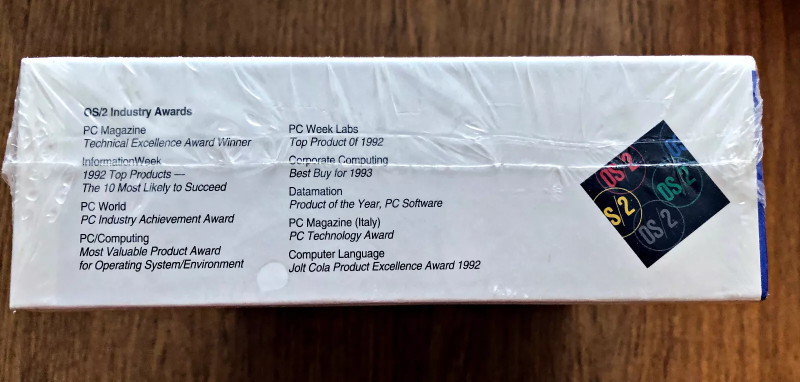 OS/2 Industry Awards
PC Magazine
Technical Excellence Award Winner
InformationWeek
1992 Top Products —
The 10 Most Likely to Succeed
PC World
PC Industry Achievement Award
PC/Computing
Most Valuable Product Award
for Operating System/Environment
PC Week Labs
Top Product Of 1992
Corporate Computing
Best Buy for 1993
Datamation
Product of the Year, PC Software
PC Magazine (Italy)
PC Technology Award
Computer Language
Jolt Cola Product Excellence Award 1992
OS/2
OS
OS/2
S/2
OS/2